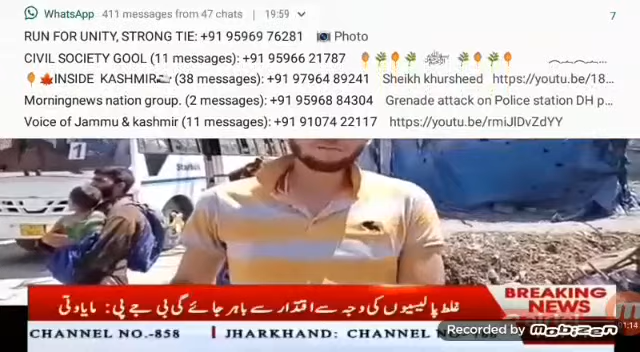 WhatsApp 411 messages from 47 chats | 19:59 7
RUN FOR UNITY, STRONG TIE: +91 95969 76281 📷 Photo
CIVIL SOCIETY GOOL (11 messages): +91 95966 21787
🍁INSIDE KASHMIR (38 messages): +91 97964 89241 Sheikh khursheed https://youtu.be/18...
Morningnews nation group. (2 messages): +91 95968 84304 Grenade attack on Police station DH p...
Voice of Jammu & kashmir (11 messages): +91 91074 22117 https://youtu.be/rmiJlDvZdYY
1
غلط پالیسیوں کی وجہ سے اقتدار سے باہر جائے گی بی جے پی: مایاوتی
BREAKING NEWS
CHANNEL NO.-858 JHARKHAND: CHANNEL NO.-
Recorded by mobizen
01:14